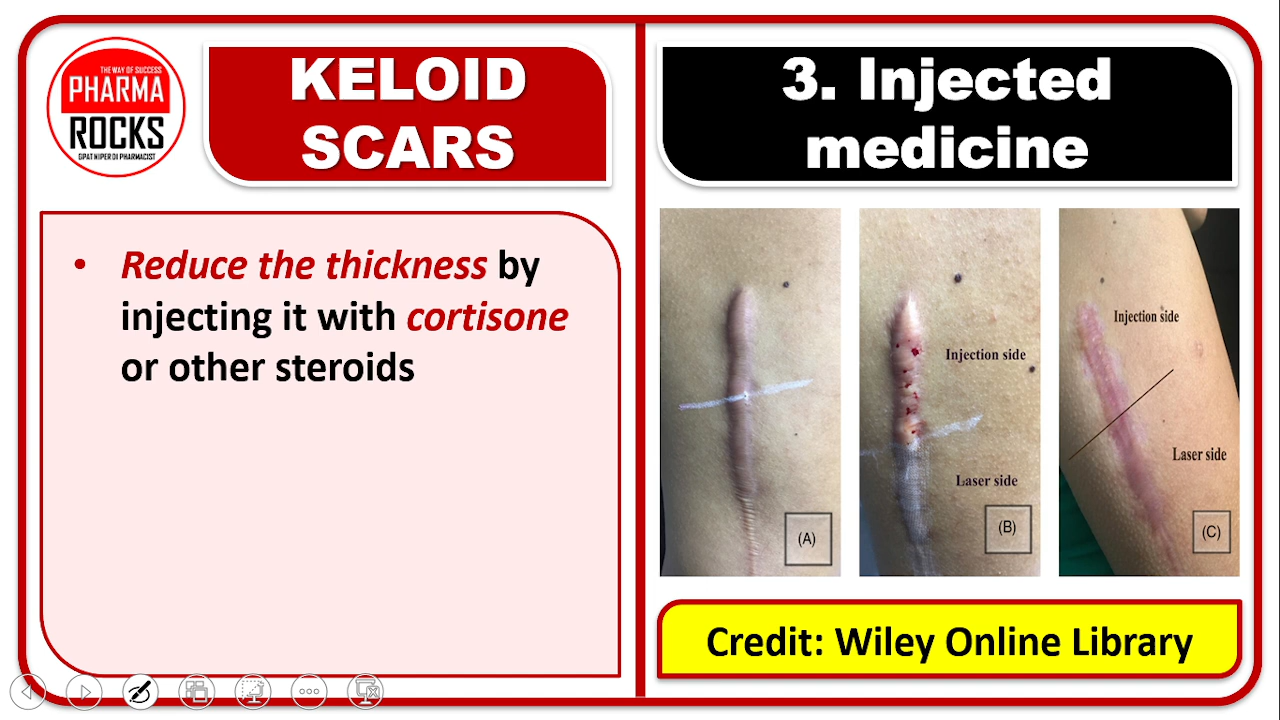 THE WAY OF SUCCESS
PHARMA
ROCKS
GPAT NIPER DI PHARMACIST
KELOID
SCARS
• Reduce the thickness by
injecting it with cortisone
or other steroids
3. Injected
medicine
(A)
Injection side
Laser side
(B)
Injection side
Laser side
(C)
Credit: Wiley Online Library